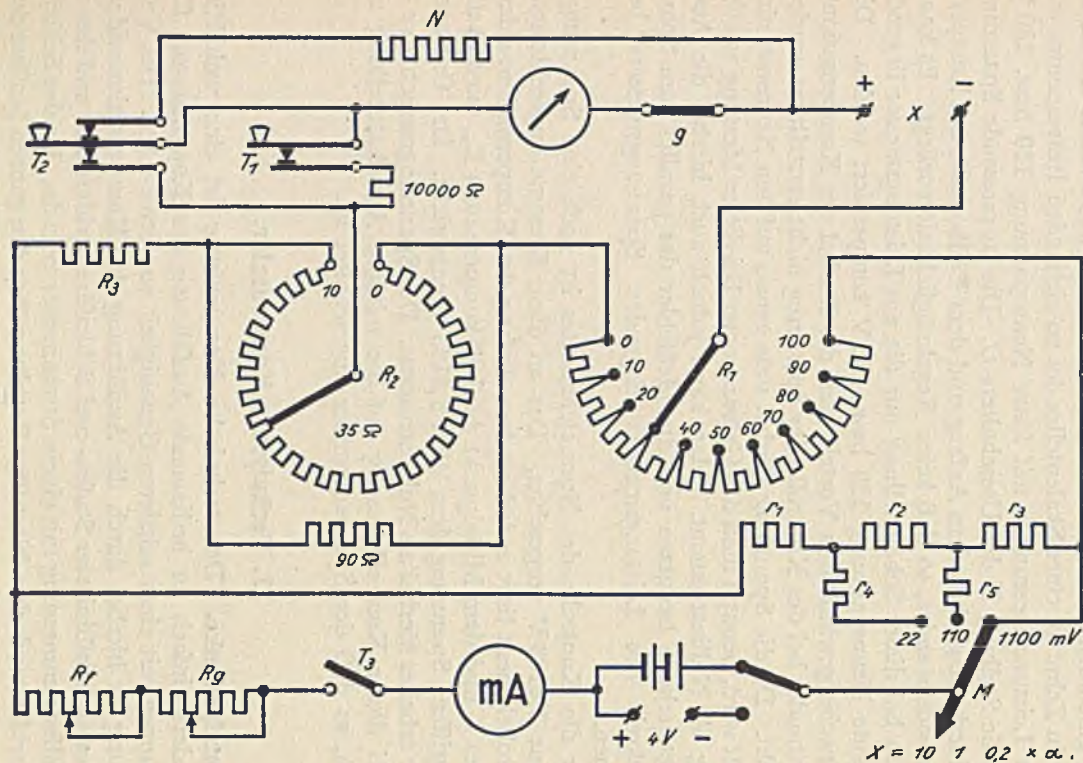 N
+ x -
g
T2
T1
10000 Ω
R3
10 0
R2
35 Ω
90 Ω
R1
0
10
20
40
50
60
70
80
90
100
r1
r2
r3
r4
r5
22 110 1100 mV
Rf
Rg
T3
mA
+ 4V -
M
X = 10 1 0,2 × α.